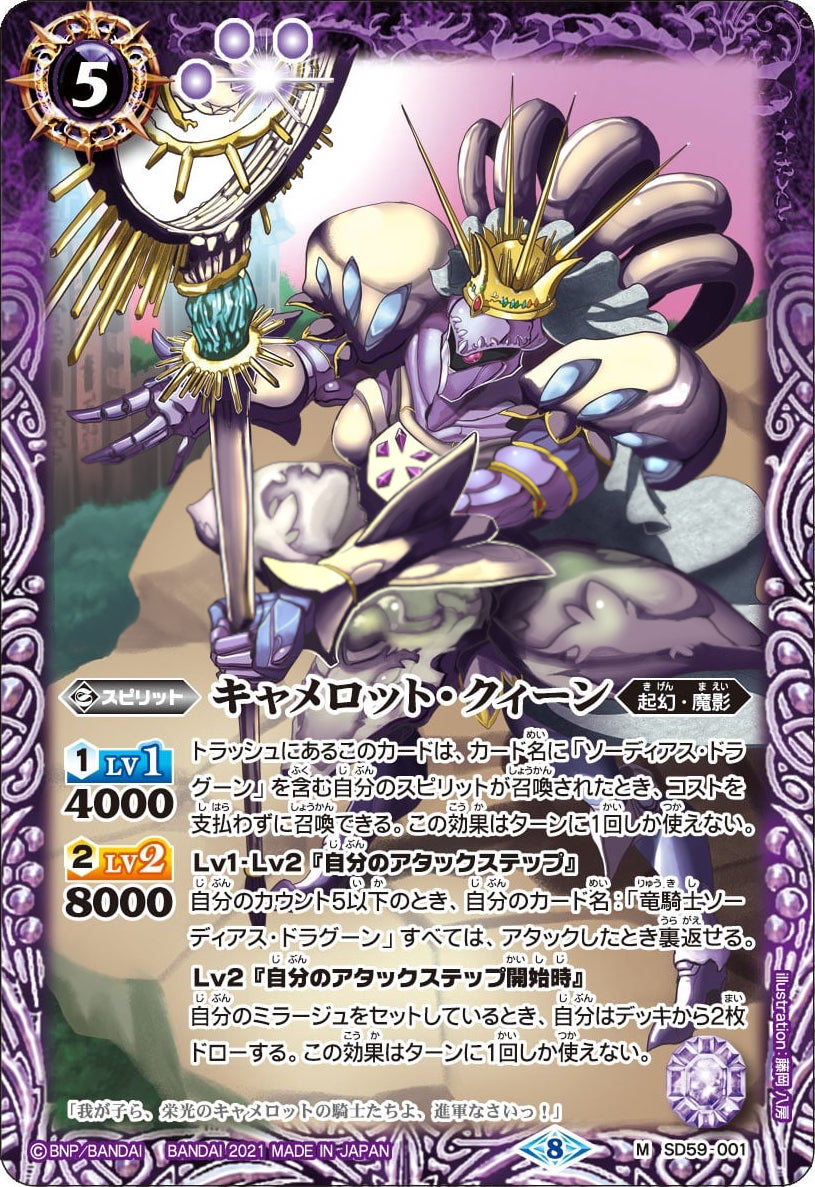 5
スピリット
キャメロット・クィーン
起幻・魔影
きげん まえい
1 LV1
4000
2 LV2
8000
トラッシュにあるこのカードは、カード名に「ソーディアス・ドラ
グーン」を含む自分のスピリットが召喚されたとき、コストを
支払わずに召喚できる。この効果はターンに1回しか使えない。
Lv1・Lv2『自分のアタックステップ』
自分のカウント5以下のとき、自分のカード名：「竜騎士ソー
ディアス・ドラグーン」すべては、アタックしたとき裏返せる。
Lv2『自分のアタックステップ開始時』
自分のミラージュをセットしているとき、自分はデッキから2枚
ドローする。この効果はターンに1回しか使えない。
「我が子ら、栄光のキャメロットの騎士たちよ、進軍なさいっ！」
illustration：藤岡 八房
©BNP/BANDAI BANDAI 2021 MADE IN JAPAN
8
M SD59-001